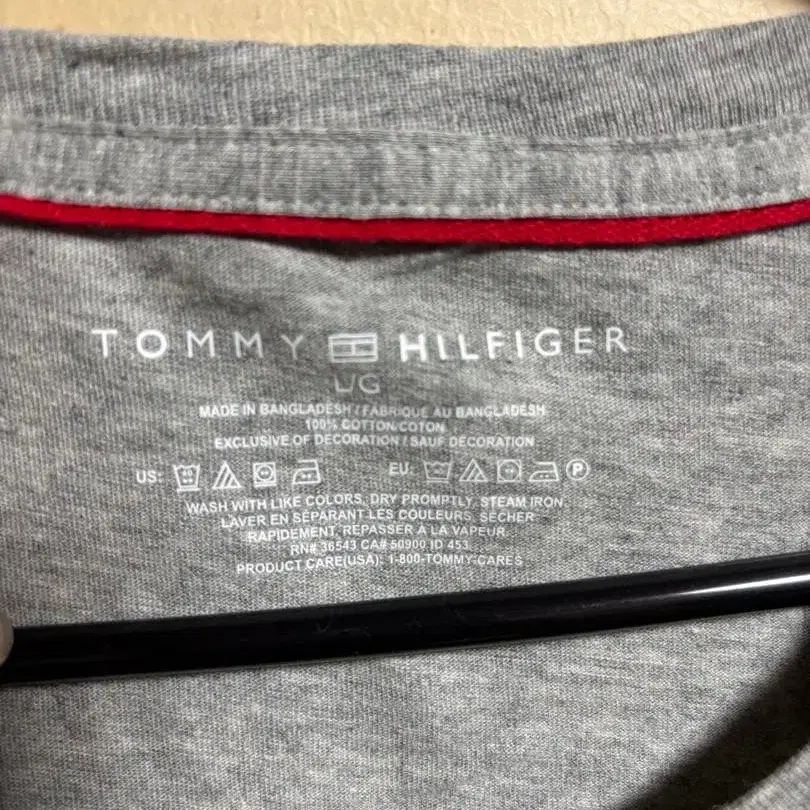 TOMMY HILFIGER
L/G
MADE IN BANGLADESH / FABRIQUE AU BANGLADESH
100% COTTON/COTON
EXCLUSIVE OF DECORATION / SAUF DÉCORATION
US: EU: P
WASH WITH LIKE COLORS, DRY PROMPTLY, STEAM IRON.
LAVER EN SÉPARANT LES COULEURS, SÉCHER
RAPIDEMENT, REPASSER A LA VAPEUR.
RN# 36543 CA# 50900 ID 453
PRODUCT CARE(USA): 1-800-TOMMY-CARES